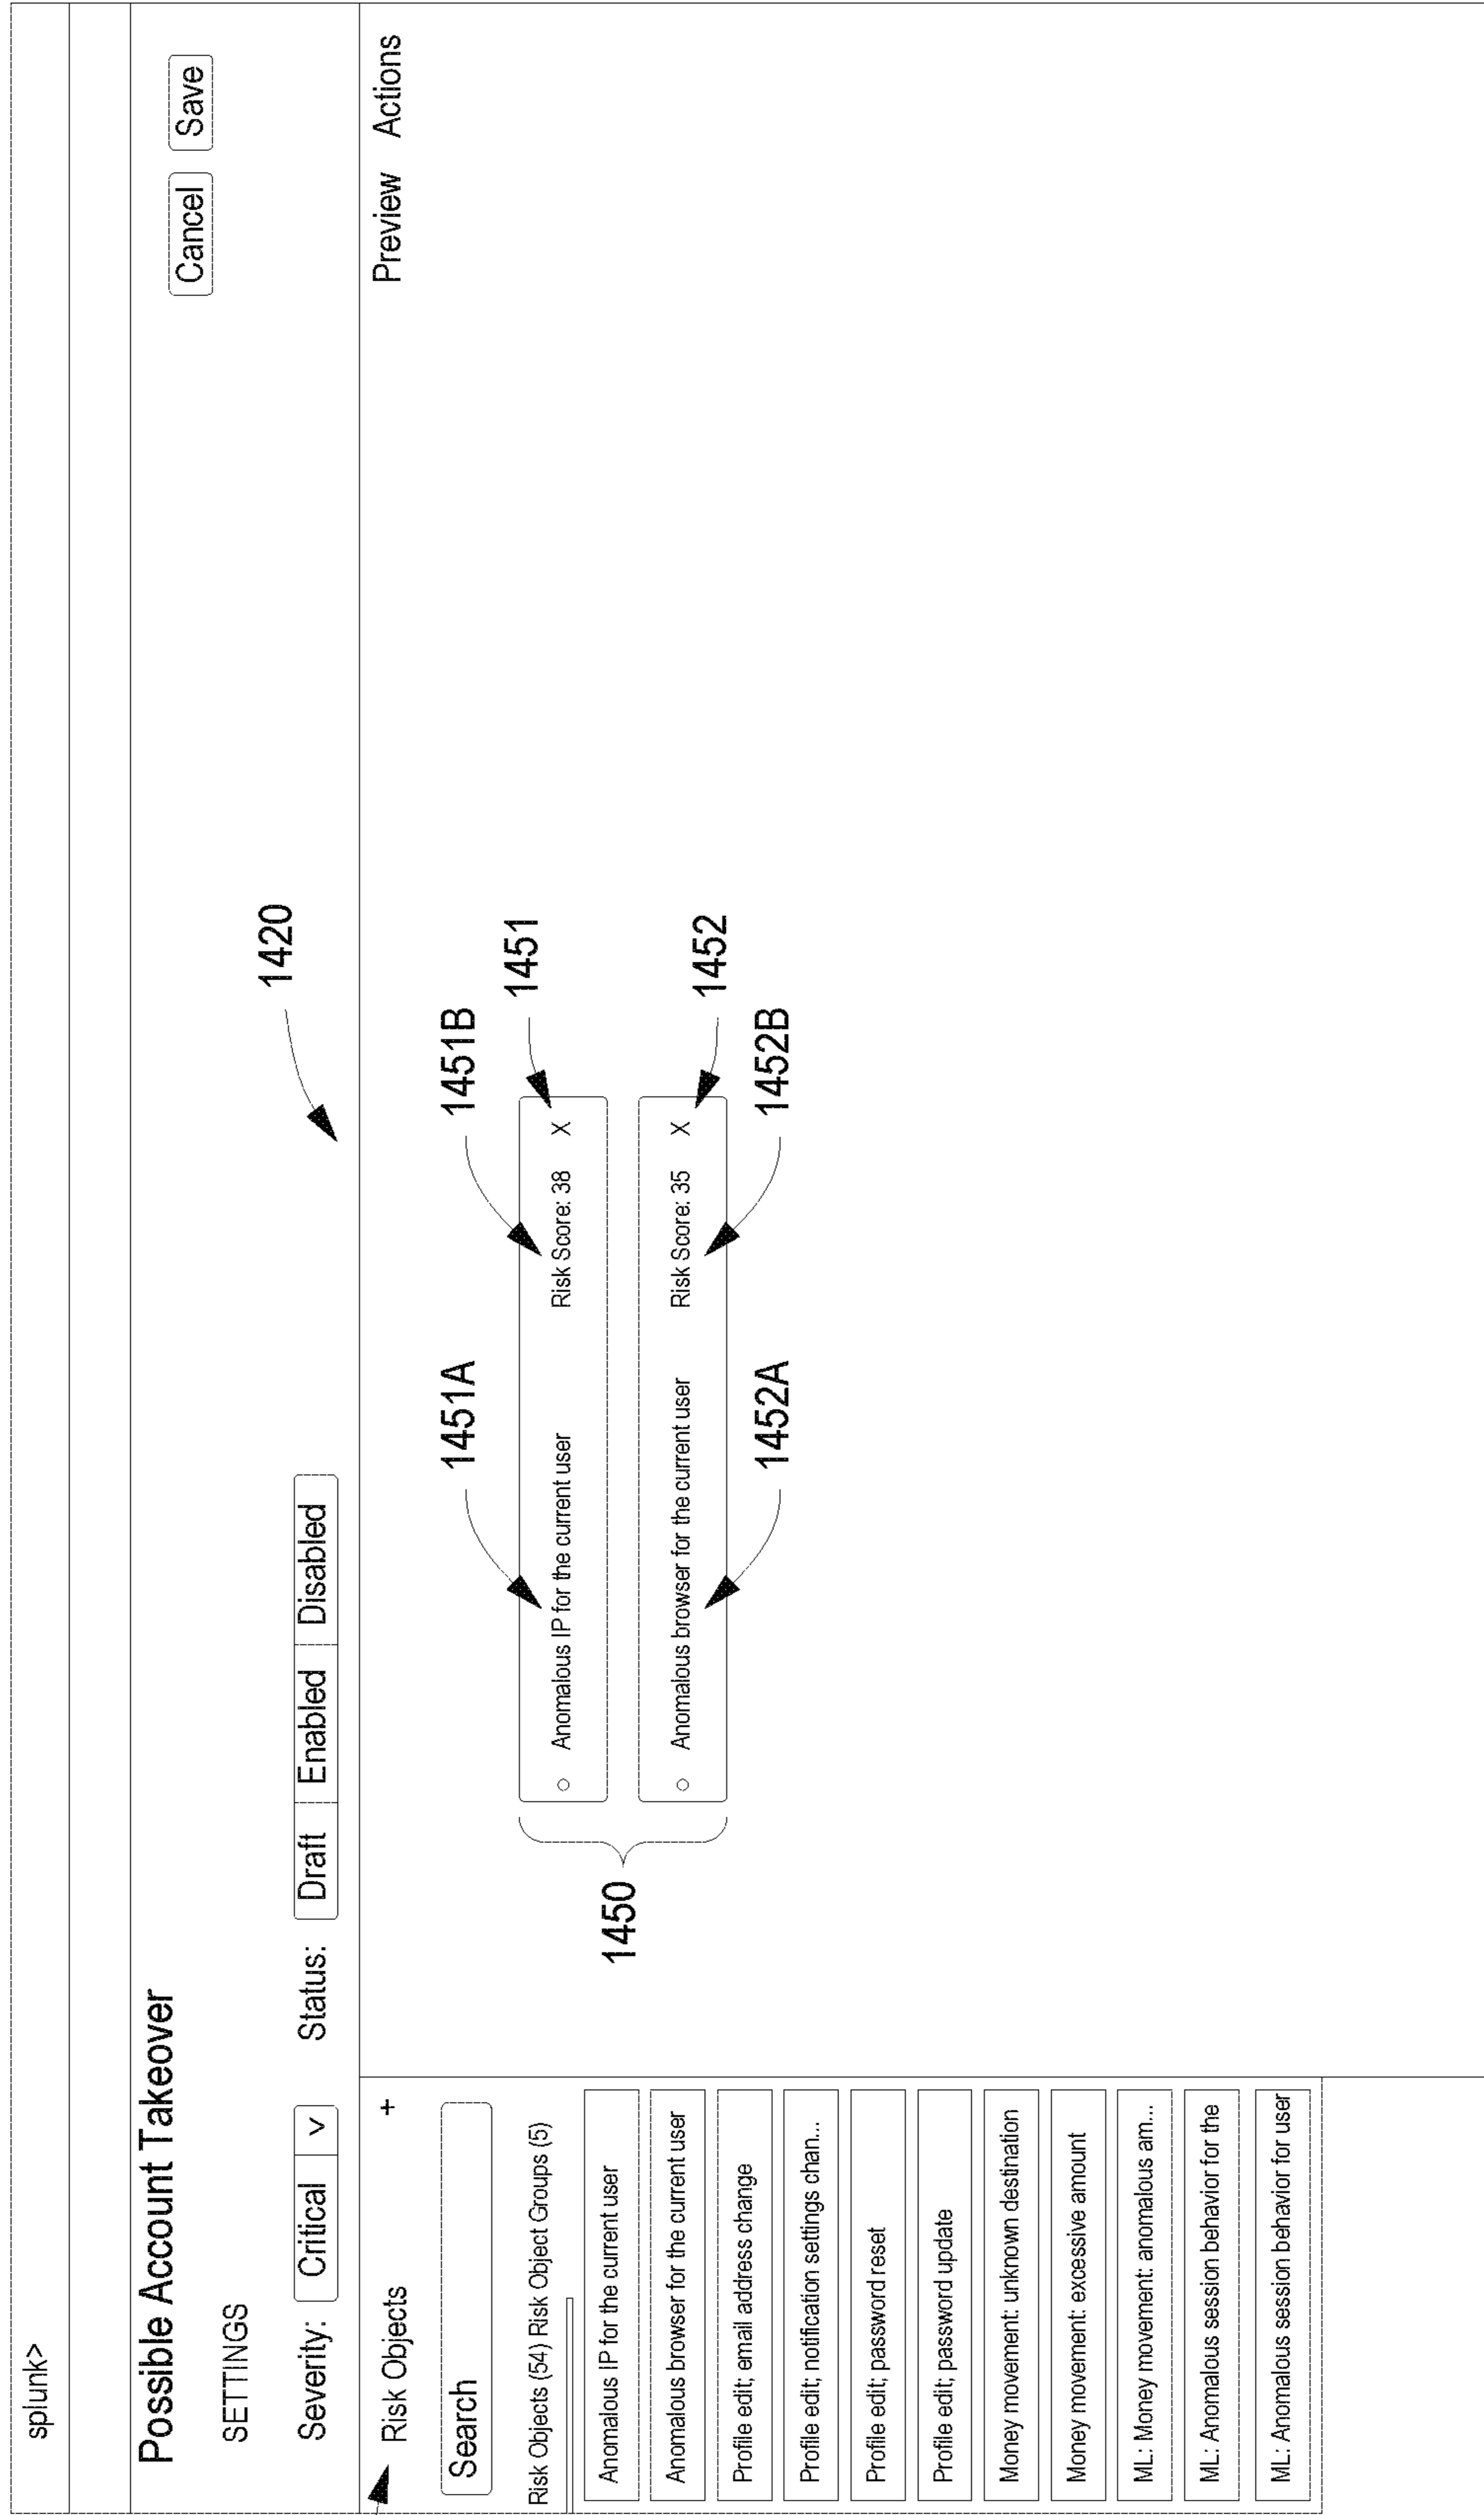 splunk>
Possible Account Takeover
Cancel Save
SETTINGS
Severity: Critical v Status: Draft Enabled Disabled
1420
Risk Objects +
Preview Actions
Search
Risk Objects (54) Risk Object Groups (5)
Anomalous IP for the current user
Anomalous browser for the current user
Profile edit; email address change
Profile edit; notification settings chan...
Profile edit; password reset
Profile edit; password update
Money movement: unknown destination
Money movement: excessive amount
ML: Money movement: anomalous am...
ML: Anomalous session behavior for the
ML: Anomalous session behavior for user
1450
1451A
1451B
1451
Anomalous IP for the current user Risk Score: 38 X
Anomalous browser for the current user Risk Score: 35 X
1452
1452A
1452B